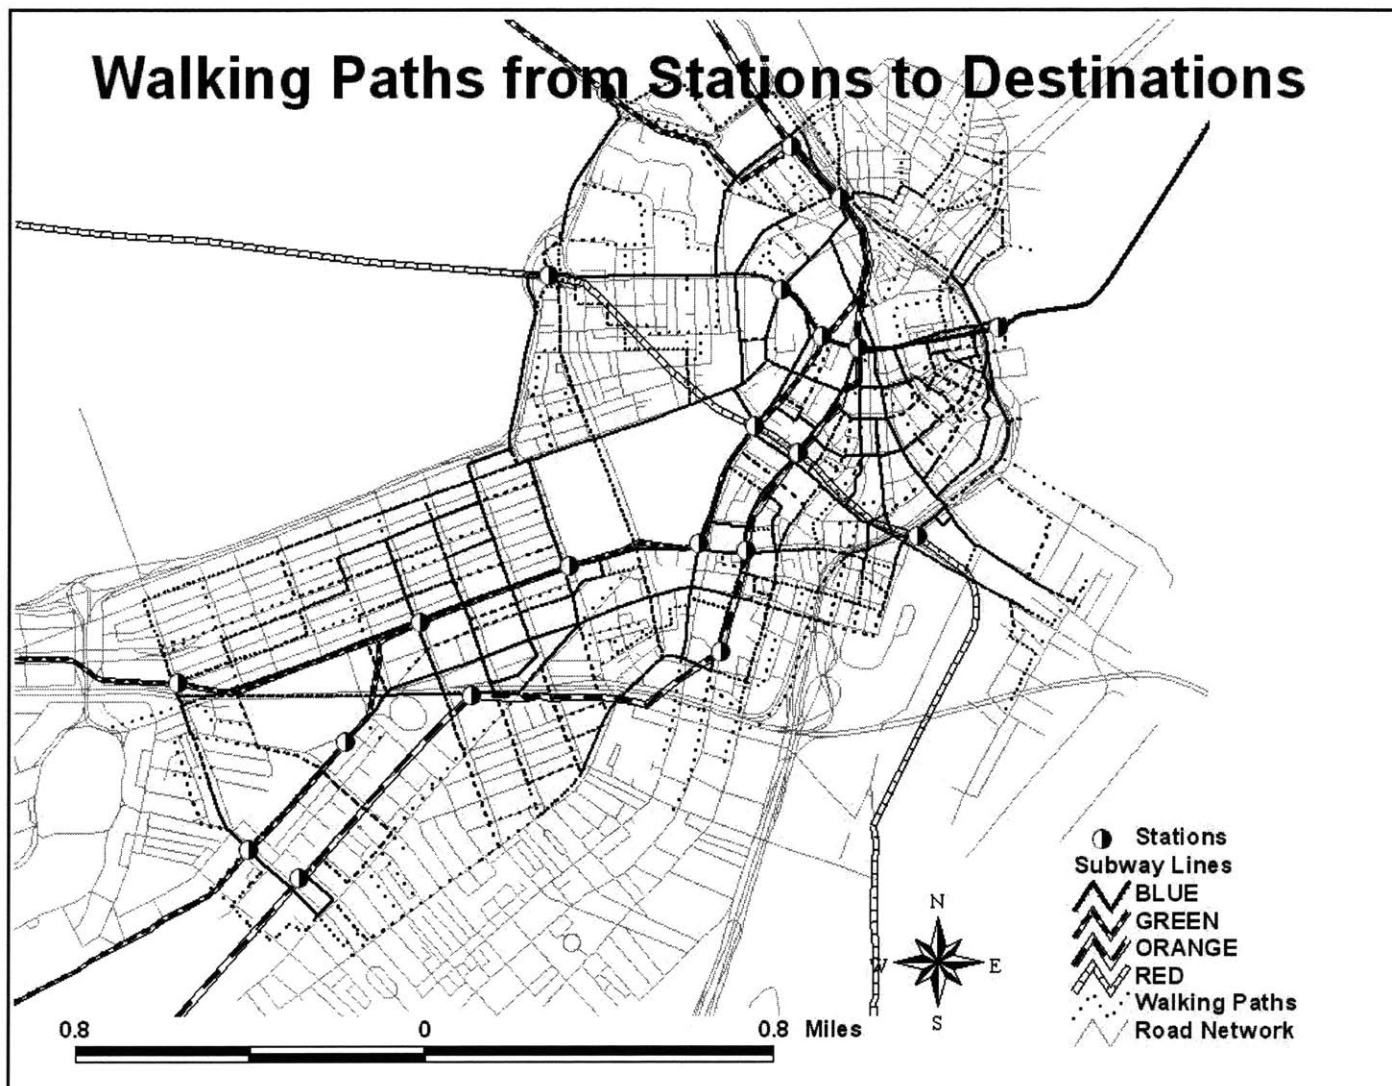 Walking Paths from Stations to Destinations
Stations
Subway Lines
BLUE
GREEN
ORANGE
RED
Walking Paths
Road Network
N
W E
S
0.8 0 0.8 Miles